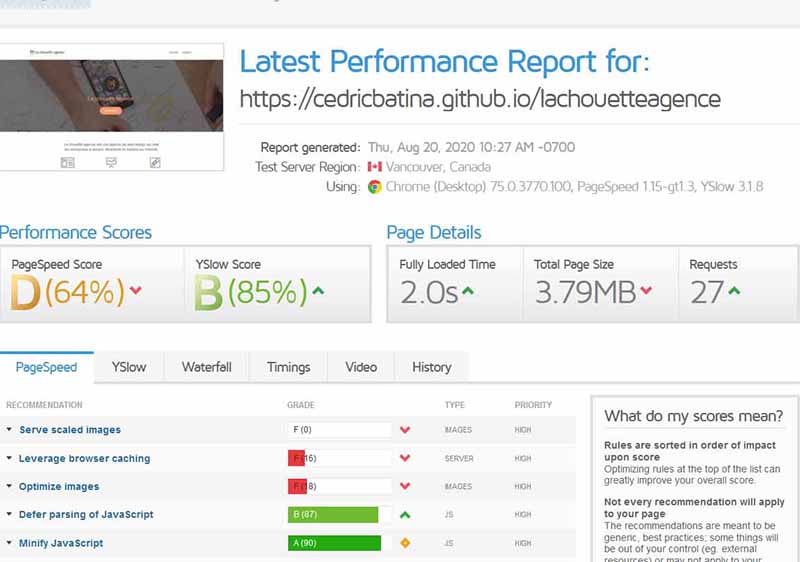 Latest Performance Report for:
https://cedricbatina.github.io/lachouetteagence
Report generated: Thu, Aug 20, 2020 10:27 AM -0700
Test Server Region: Vancouver, Canada
Using: Chrome (Desktop) 75.0.3770.100, PageSpeed 1.15-gt1.3, YSlow 3.1.8
Performance Scores
PageSpeed Score
D (64%)
YSlow Score
B (85%)
Page Details
Fully Loaded Time
2.0s
Total Page Size
3.79MB
Requests
27
PageSpeed YSlow Waterfall Timings Video History
RECOMMENDATION GRADE TYPE PRIORITY
Serve scaled images F (0) IMAGES HIGH
Leverage browser caching F (16) SERVER HIGH
Optimize images F (18) IMAGES HIGH
Defer parsing of JavaScript B (87) JS HIGH
Minify JavaScript A (90) JS HIGH
What do my scores mean?
Rules are sorted in order of impact
upon score
Optimizing rules at the top of the list can
greatly improve your overall score.
Not every recommendation will apply
to your page
The recommendations are meant to be
generic, best practices; some things will
be out of your control (eg. external
resources) or may not apply to your